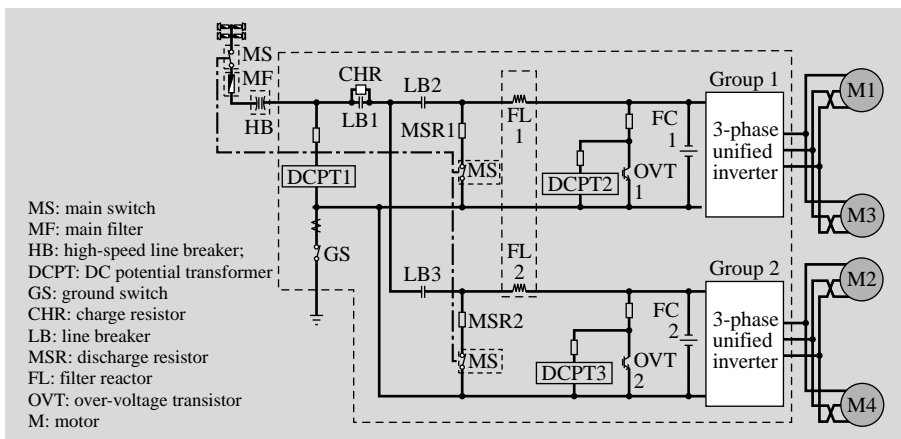 MS
MF
HB
CHR
LB1
LB2
MSR1
FL
1
DCPT1
MS
DCPT2
OVT
1
FC
1
Group 1
3-phase
unified
inverter
M1
M3
GS
LB3
FL
2
MSR2
MS
DCPT3
OVT
2
FC
2
Group 2
3-phase
unified
inverter
M2
M4
MS: main switch
MF: main filter
HB: high-speed line breaker;
DCPT: DC potential transformer
GS: ground switch
CHR: charge resistor
LB: line breaker
MSR: discharge resistor
FL: filter reactor
OVT: over-voltage transistor
M: motor